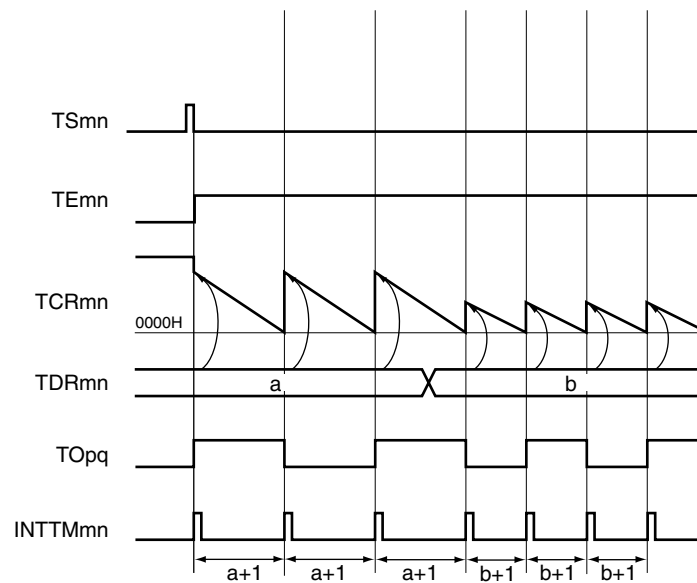 TSmn
TEmn
TCRmn
0000H
TDRmn
a
b
TOpq
INTTMmn
a+1
a+1
a+1
b+1
b+1
b+1